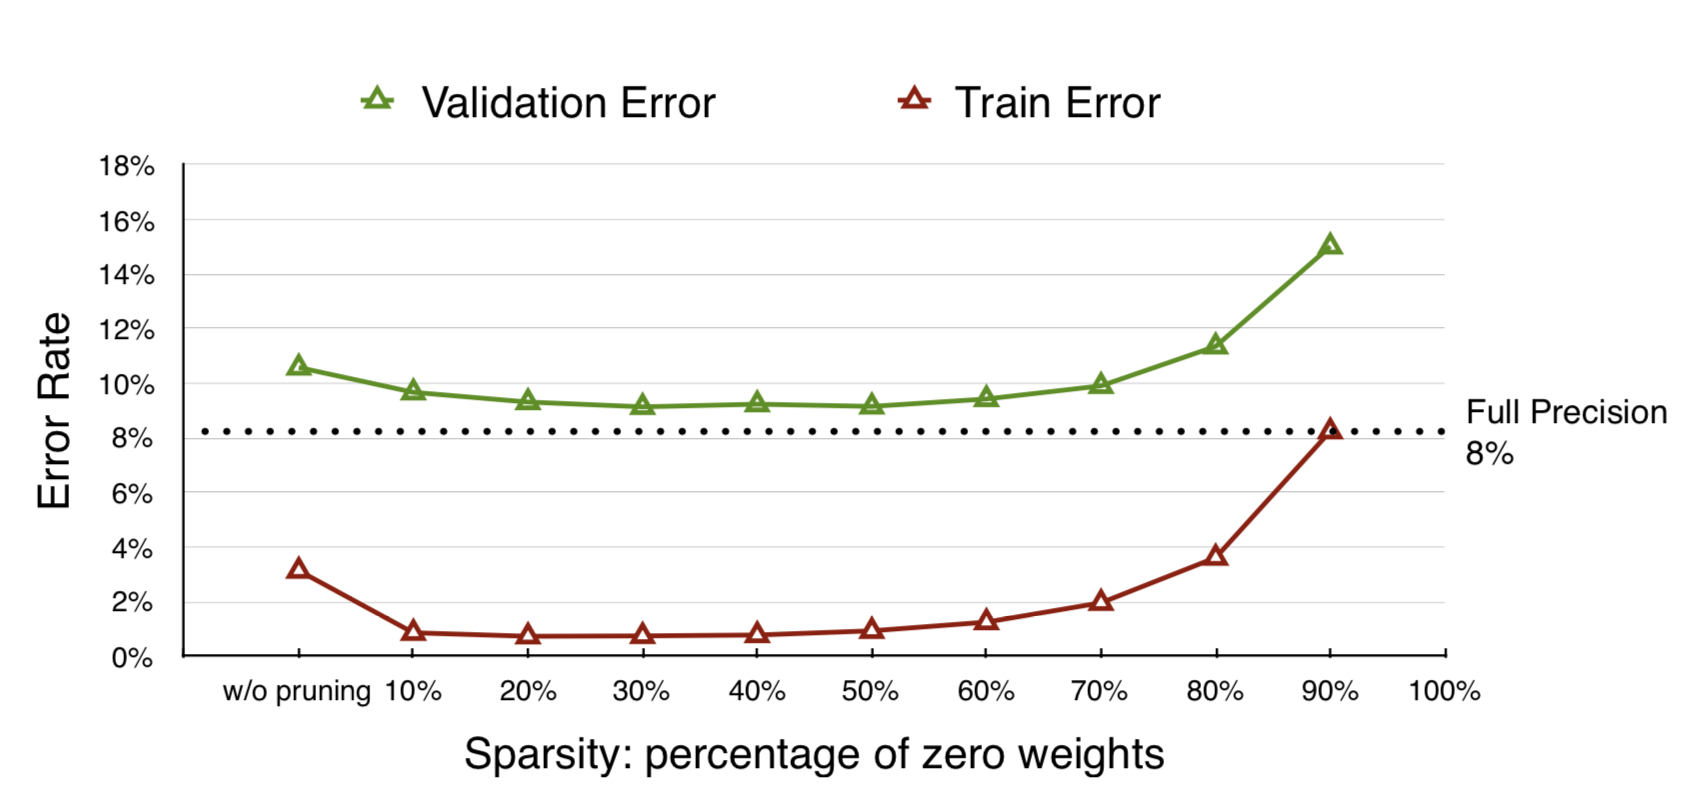 Validation Error
Train Error
18%
16%
14%
12%
10%
8%
6%
4%
2%
0%
Error Rate
Full Precision
8%
w/o pruning 10% 20% 30% 40% 50% 60% 70% 80% 90% 100%
Sparsity: percentage of zero weights